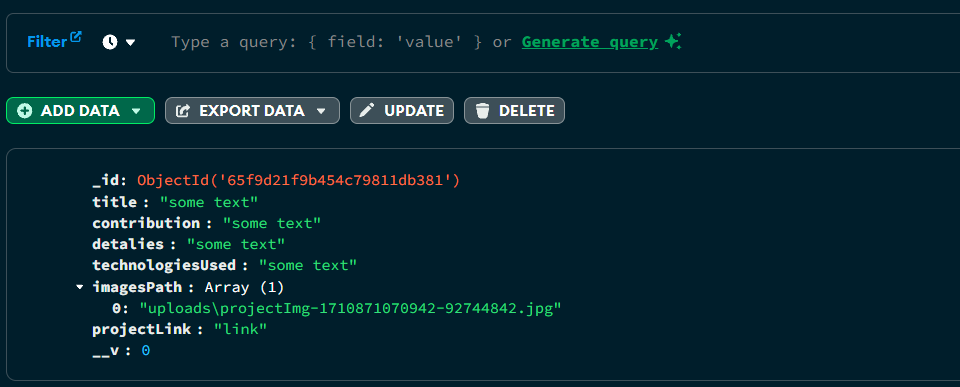 Filter Type a query: { field: 'value' } or Generate query
ADD DATA EXPORT DATA UPDATE DELETE
_id: ObjectId('65f9d21f9b454c79811db381')
title : "some text"
contribution : "some text"
detalies : "some text"
technologiesUsed : "some text"
imagesPath : Array (1)
0: "uploads\projectImg-1710871070942-92744842.jpg"
projectLink : "link"
__v : 0